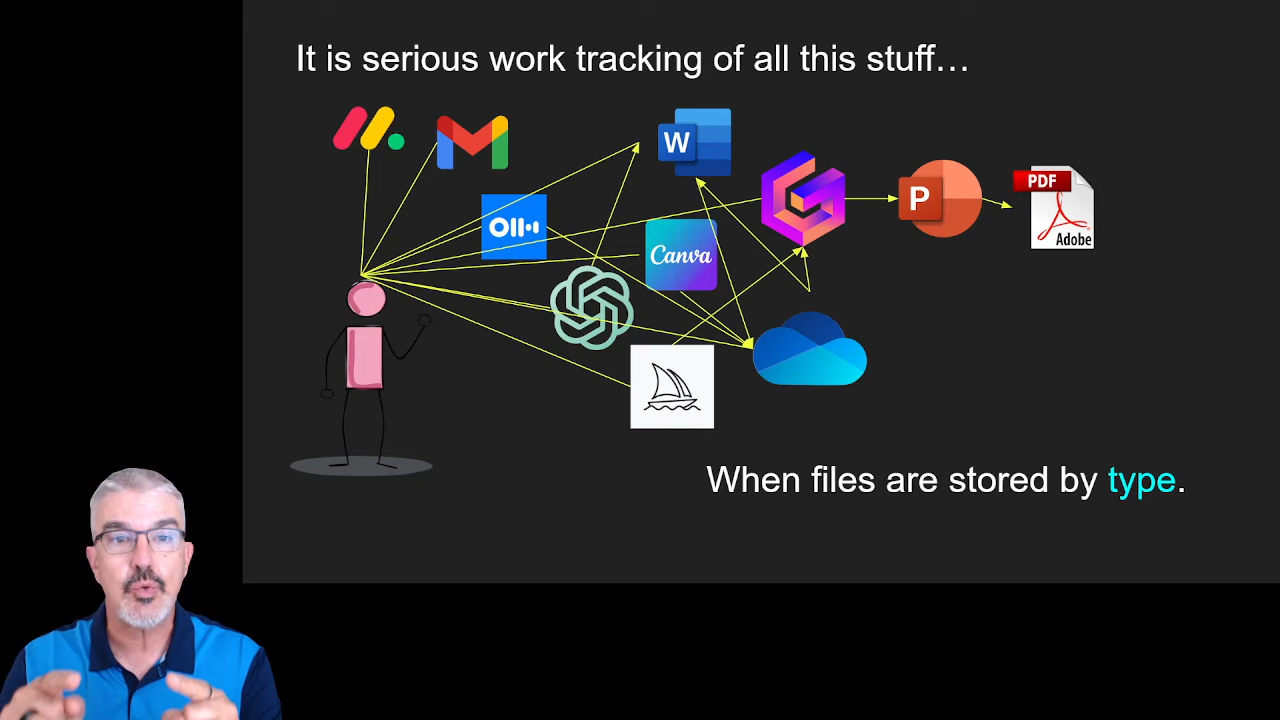 It is serious work tracking of all this stuff…
W
Canva
P
PDF
Adobe
When files are stored by type.